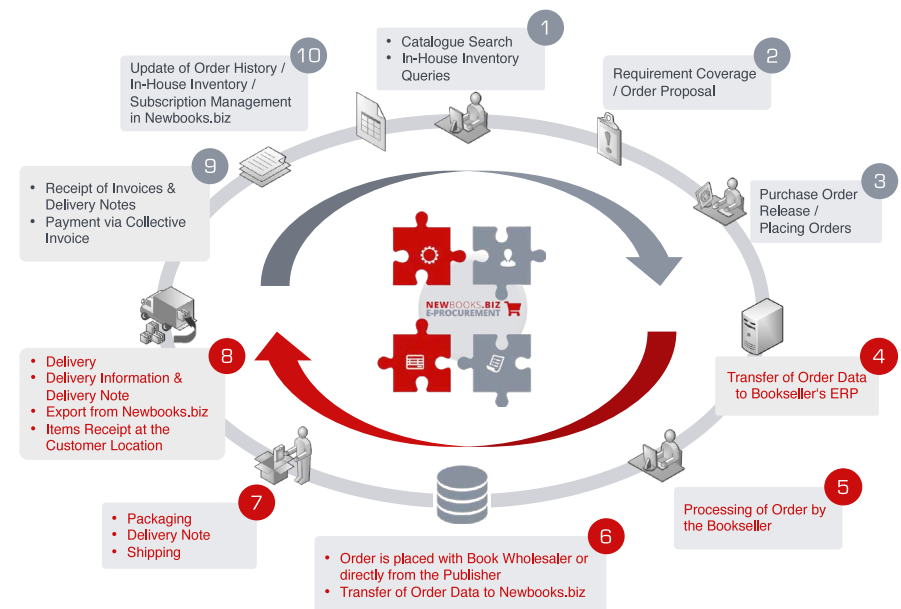 1
• Catalogue Search
• In-House Inventory
Queries
2
Requirement Coverage
/ Order Proposal
3
Purchase Order
Release /
Placing Orders
4
Transfer of Order Data
to Bookseller's ERP
5
Processing of Order by
the Bookseller
6
• Order is placed with Book Wholesaler or
directly from the Publisher
• Transfer of Order Data to Newbooks.biz
7
• Packaging
• Delivery Note
• Shipping
8
• Delivery
• Delivery Information &
Delivery Note
• Export from Newbooks.biz
• Items Receipt at the
Customer Location
9
• Receipt of Invoices &
Delivery Notes
• Payment via Collective
Invoice
10
Update of Order History /
In-House Inventory /
Subscription Management
in Newbooks.biz
NEWBOOKS.BIZ
E-PROCUREMENT